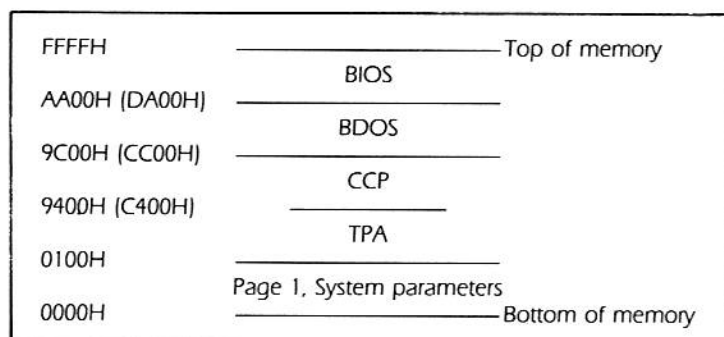 FFFFH Top of memory
BIOS
AA00H (DA00H)
BDOS
9C00H (CC00H)
CCP
9400H (C400H)
TPA
0100H
Page 1, System parameters
0000H Bottom of memory